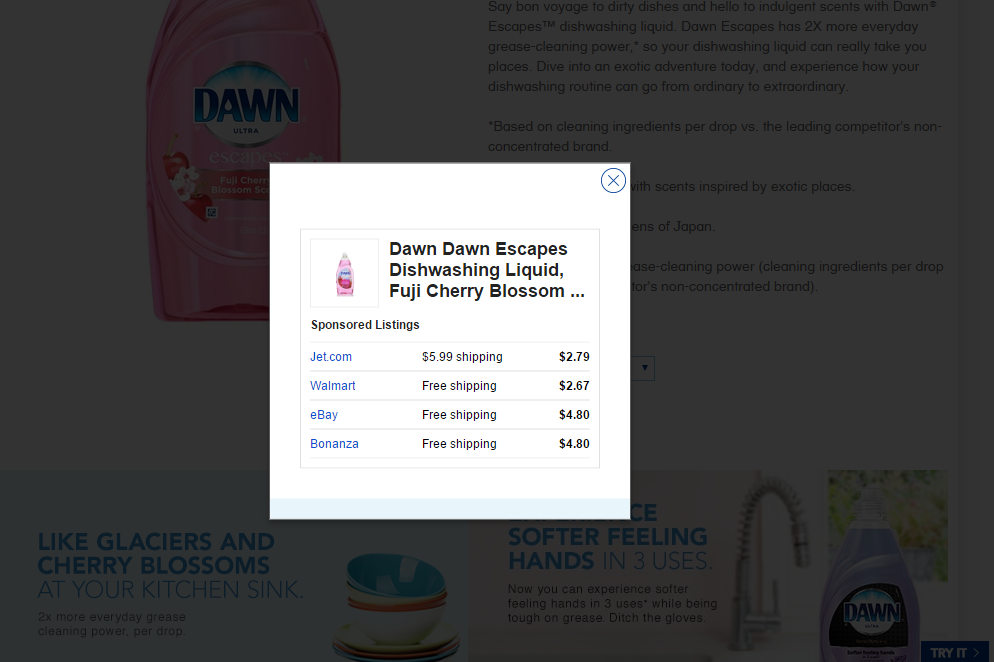 Say bon voyage to dirty dishes and hello to indulgent scents with Dawn®
Escapes™ dishwashing liquid. Dawn Escapes has 2X more everyday
grease-cleaning power,* so your dishwashing liquid can really take you
places. Dive into an exotic adventure today, and experience how your
dishwashing routine can go from ordinary to extraordinary.
*Based on cleaning ingredients per drop vs. the leading competitor's non-
concentrated brand.
with scents inspired by exotic places.
ens of Japan.
ease-cleaning power (cleaning ingredients per drop
tor's non-concentrated brand).
DAWN
ULTRA
escapes
Fuji Cherry
Blossom Sc
Dawn Dawn Escapes
Dishwashing Liquid,
Fuji Cherry Blossom ...
Sponsored Listings
Jet.com $5.99 shipping $2.79
Walmart Free shipping $2.67
eBay Free shipping $4.80
Bonanza Free shipping $4.80
LIKE GLACIERS AND
CHERRY BLOSSOMS
AT YOUR KITCHEN SINK.
2x more everyday grease
cleaning power, per drop.
EXPERIENCE
SOFTER FEELING
HANDS IN 3 USES.
Now you can experience softer
feeling hands in 3 uses* while being
tough on grease. Ditch the gloves.
DAWN
ULTRA
Softer feeling hands
TRY IT >